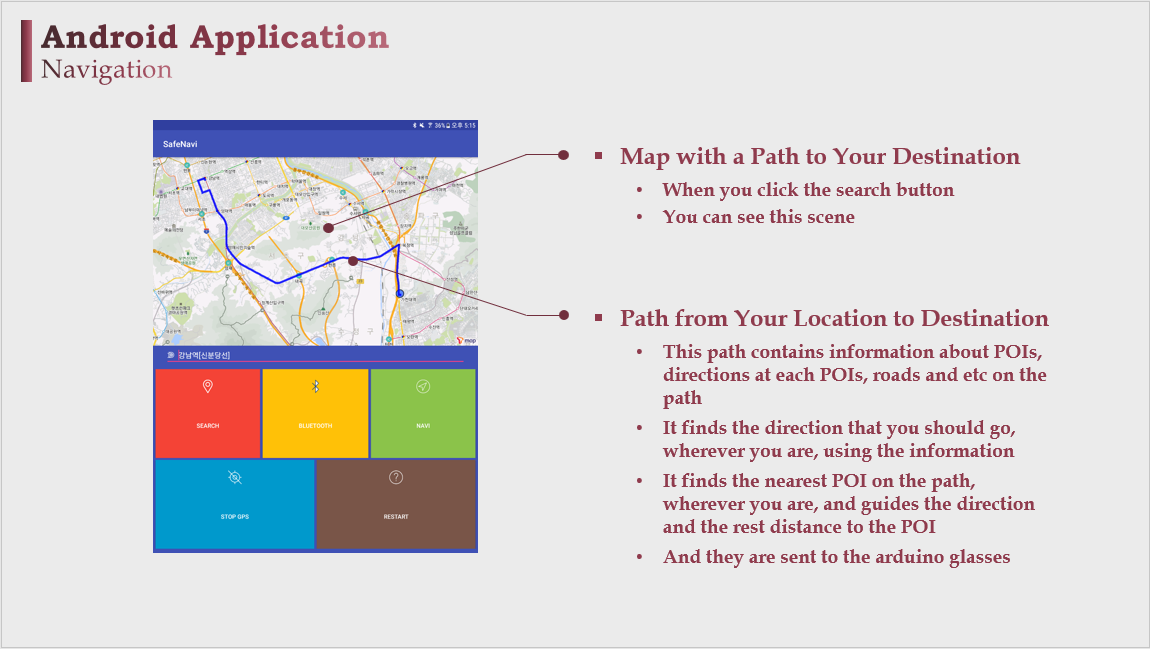 Android Application
Navigation
36% 오후 5:15
SafeNavi
map
강남역[신분당선]
SEARCH
BLUETOOTH
NAVI
STOP GPS
RESTART
▪ Map with a Path to Your Destination
• When you click the search button
• You can see this scene
▪ Path from Your Location to Destination
• This path contains information about POIs,
directions at each POIs, roads and etc on the
path
• It finds the direction that you should go,
wherever you are, using the information
• It finds the nearest POI on the path,
wherever you are, and guides the direction
and the rest distance to the POI
• And they are sent to the arduino glasses